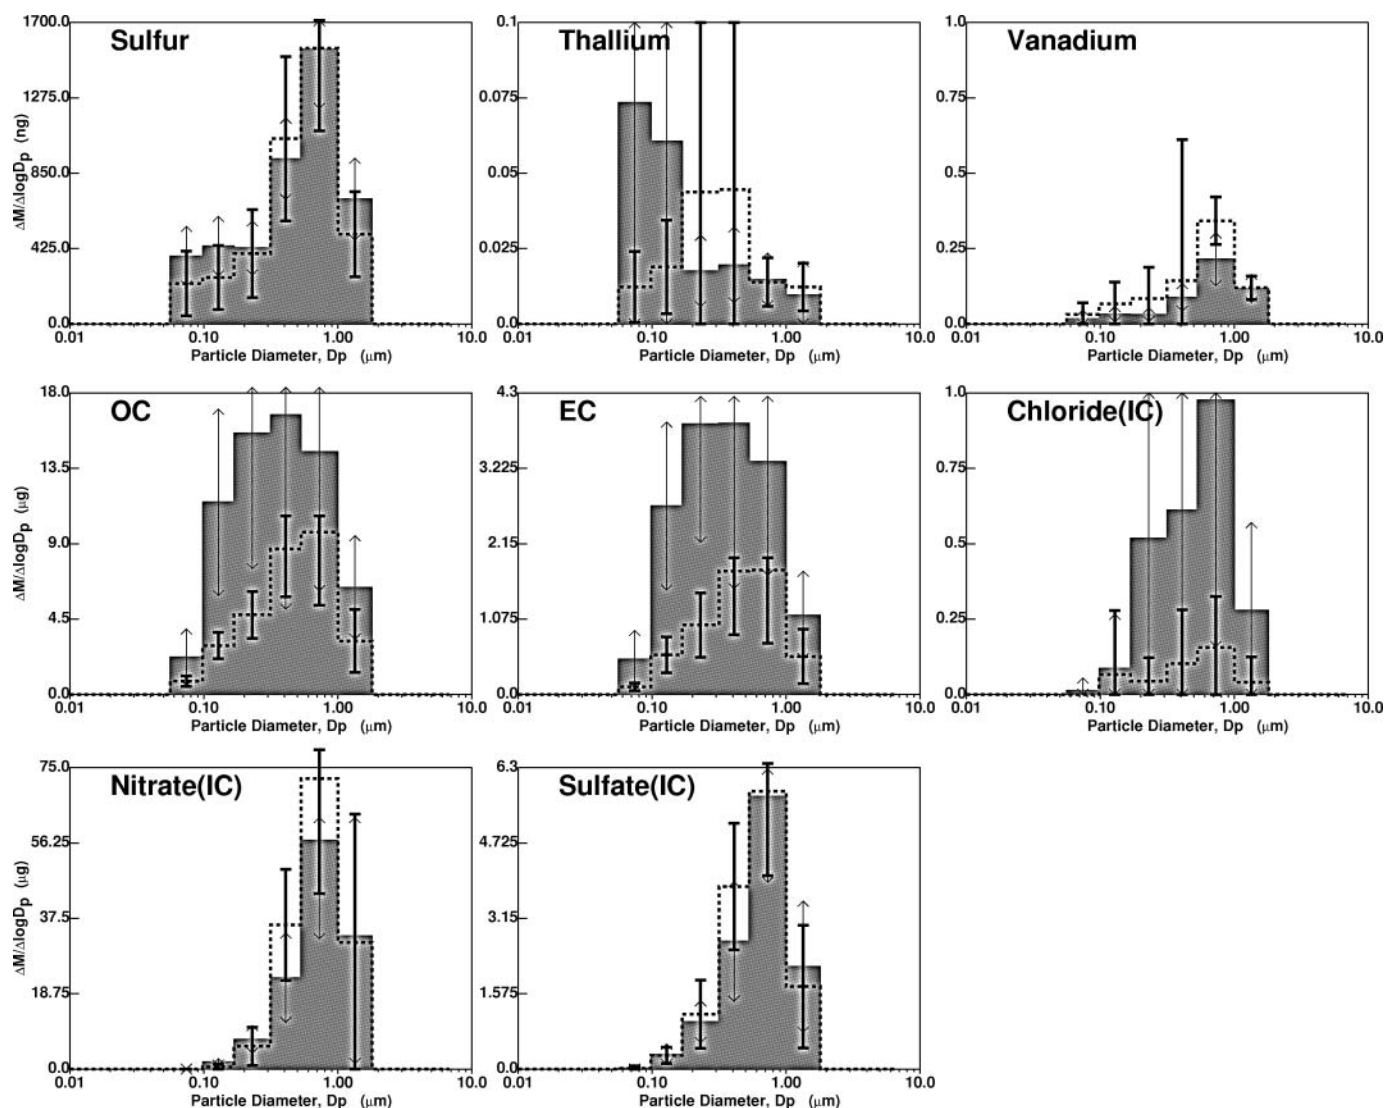 Sulfur
1700.0
1275.0
850.0
425.0
0.0
ΔM/ΔlogDp (ng)
0.01 0.10 1.00 10.0
Particle Diameter, Dp (μm)
Thallium
0.1
0.075
0.05
0.025
0.0
0.01 0.10 1.00 10.0
Particle Diameter, Dp (μm)
Vanadium
1.0
0.75
0.5
0.25
0.0
0.01 0.10 1.00 10.0
Particle Diameter, Dp (μm)
OC
18.0
13.5
9.0
4.5
0.0
ΔM/ΔlogDp (μg)
0.01 0.10 1.00 10.0
Particle Diameter, Dp (μm)
EC
4.3
3.225
2.15
1.075
0.0
0.01 0.10 1.00 10.0
Particle Diameter, Dp (μm)
Chloride(IC)
1.0
0.75
0.5
0.25
0.0
0.01 0.10 1.00 10.0
Particle Diameter, Dp (μm)
Nitrate(IC)
75.0
56.25
37.5
18.75
0.0
ΔM/ΔlogDp (μg)
0.01 0.10 1.00 10.0
Particle Diameter, Dp (μm)
Sulfate(IC)
6.3
4.725
3.15
1.575
0.0
0.01 0.10 1.00 10.0
Particle Diameter, Dp (μm)